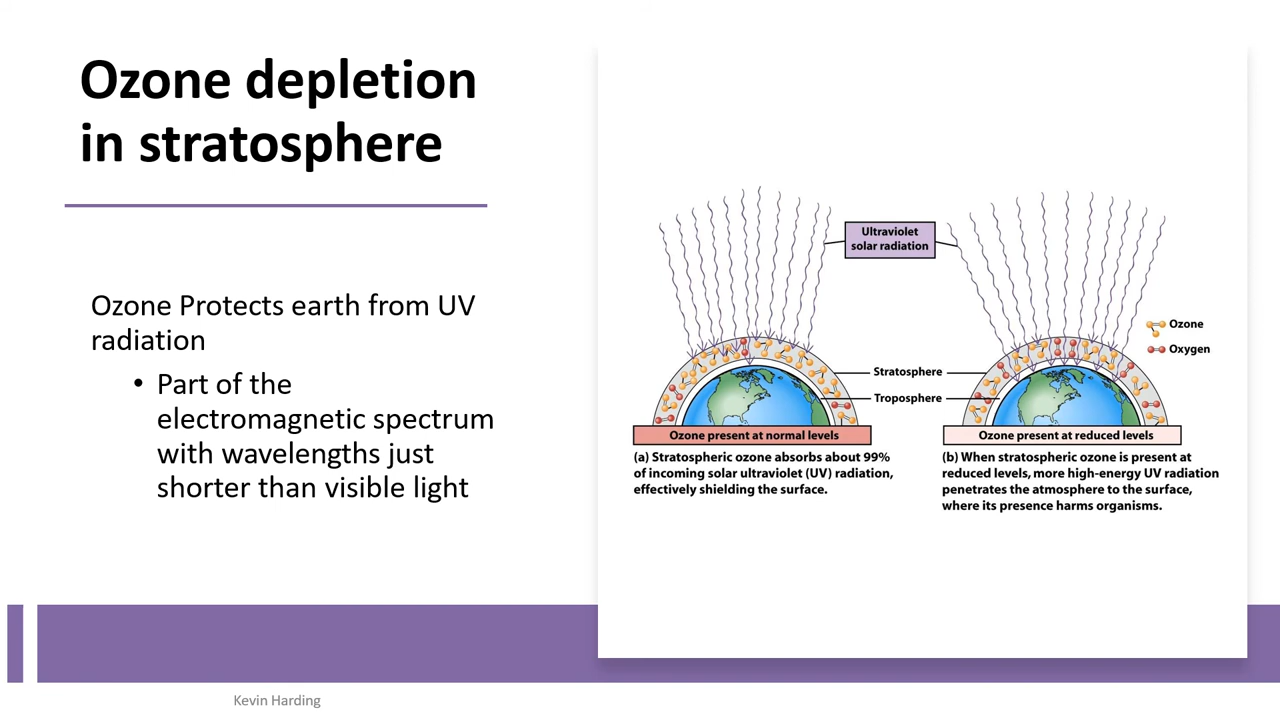 Ozone depletion
in stratosphere
Ozone Protects earth from UV
radiation
• Part of the
electromagnetic spectrum
with wavelengths just
shorter than visible light
Ultraviolet
solar radiation
Ozone
Oxygen
Stratosphere
Troposphere
Ozone present at normal levels
(a) Stratospheric ozone absorbs about 99%
of incoming solar ultraviolet (UV) radiation,
effectively shielding the surface.
Ozone present at reduced levels
(b) When stratospheric ozone is present at
reduced levels, more high-energy UV radiation
penetrates the atmosphere to the surface,
where its presence harms organisms.
Kevin Harding